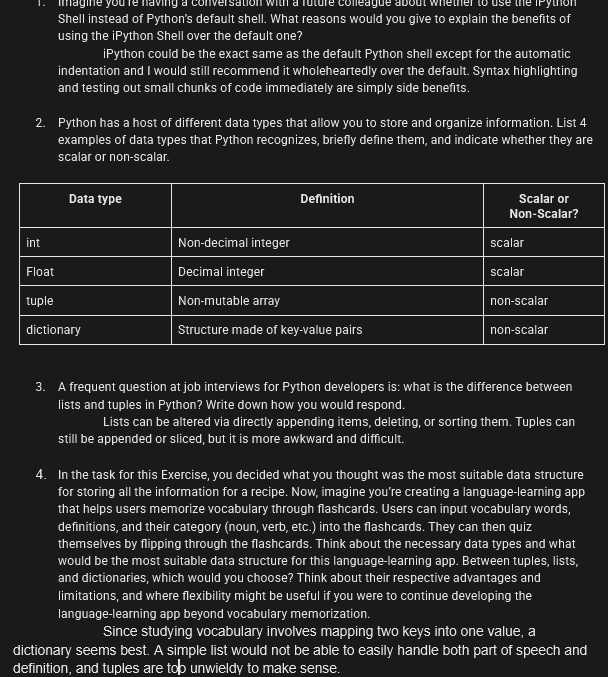 1. Imagine you're having a conversation with a future colleague about whether to use the iPython
Shell instead of Python's default shell. What reasons would you give to explain the benefits of
using the iPython Shell over the default one?
iPython could be the exact same as the default Python shell except for the automatic
indentation and I would still recommend it wholeheartedly over the default. Syntax highlighting
and testing out small chunks of code immediately are simply side benefits.
2. Python has a host of different data types that allow you to store and organize information. List 4
examples of data types that Python recognizes, briefly define them, and indicate whether they are
scalar or non-scalar.
Data type Definition Scalar or
Non-Scalar?
int Non-decimal integer scalar
Float Decimal integer scalar
tuple Non-mutable array non-scalar
dictionary Structure made of key-value pairs non-scalar
3. A frequent question at job interviews for Python developers is: what is the difference between
lists and tuples in Python? Write down how you would respond.
Lists can be altered via directly appending items, deleting, or sorting them. Tuples can
still be appended or sliced, but it is more awkward and difficult.
4. In the task for this Exercise, you decided what you thought was the most suitable data structure
for storing all the information for a recipe. Now, imagine you're creating a language-learning app
that helps users memorize vocabulary through flashcards. Users can input vocabulary words,
definitions, and their category (noun, verb, etc.) into the flashcards. They can then quiz
themselves by flipping through the flashcards. Think about the necessary data types and what
would be the most suitable data structure for this language-learning app. Between tuples, lists,
and dictionaries, which would you choose? Think about their respective advantages and
limitations, and where flexibility might be useful if you were to continue developing the
language-learning app beyond vocabulary memorization.
Since studying vocabulary involves mapping two keys into one value, a
dictionary seems best. A simple list would not be able to easily handle both part of speech and
definition, and tuples are too unwieldy to make sense.